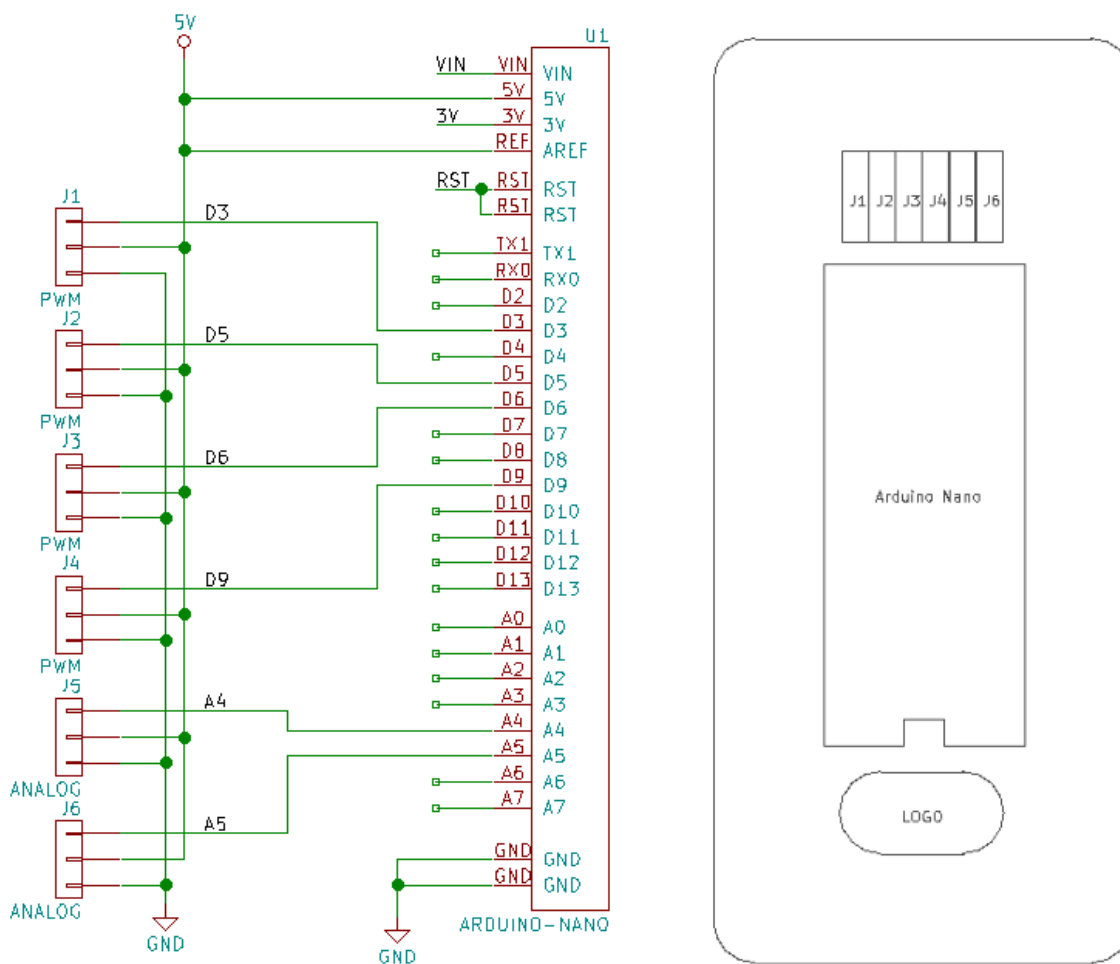 5V
J1
D3
PWM
J2
D5
PWM
J3
D6
PWM
J4
D9
PWM
J5
A4
ANALOG
J6
A5
ANALOG
GND
U1
VIN VIN VIN
5V 5V
3V 3V 3V
REF AREF
RST RST RST
RST RST
TX1 TX1
RX0 RX0
D2 D2
D3 D3
D4 D4
D5 D5
D6 D6
D7 D7
D8 D8
D9 D9
D10 D10
D11 D11
D12 D12
D13 D13
A0 A0
A1 A1
A2 A2
A3 A3
A4 A4
A5 A5
A6 A6
A7 A7
GND GND
GND GND
ARDUINO-NANO
GND
J1 J2 J3 J4 J5 J6
Arduino Nano
LOGO